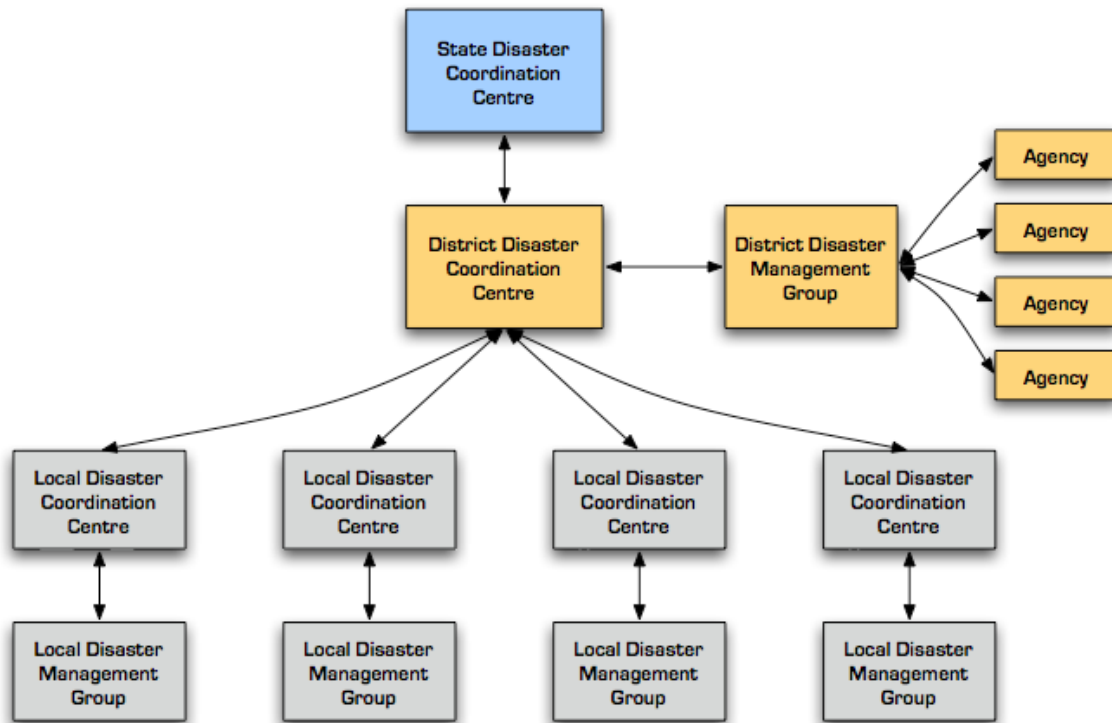 State Disaster
Coordination
Centre
Agency
Agency
District Disaster
Coordination
Centre
District Disaster
Management
Group
Agency
Agency
Local Disaster
Coordination
Centre
Local Disaster
Coordination
Centre
Local Disaster
Coordination
Centre
Local Disaster
Coordination
Centre
Local Disaster
Management
Group
Local Disaster
Management
Group
Local Disaster
Management
Group
Local Disaster
Management
Group